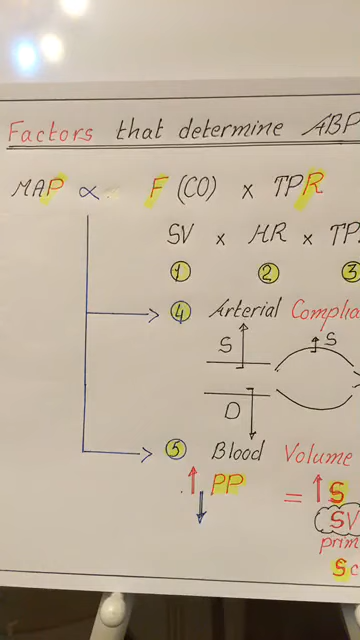 Factors that determine ABP
MAP ∝ F (CO) x TPR
SV x HR x TP
1 2 3
4 Arterial Complia
S S
D
5 Blood Volume
↑ PP = ↑ S
↓ SV
prim
S